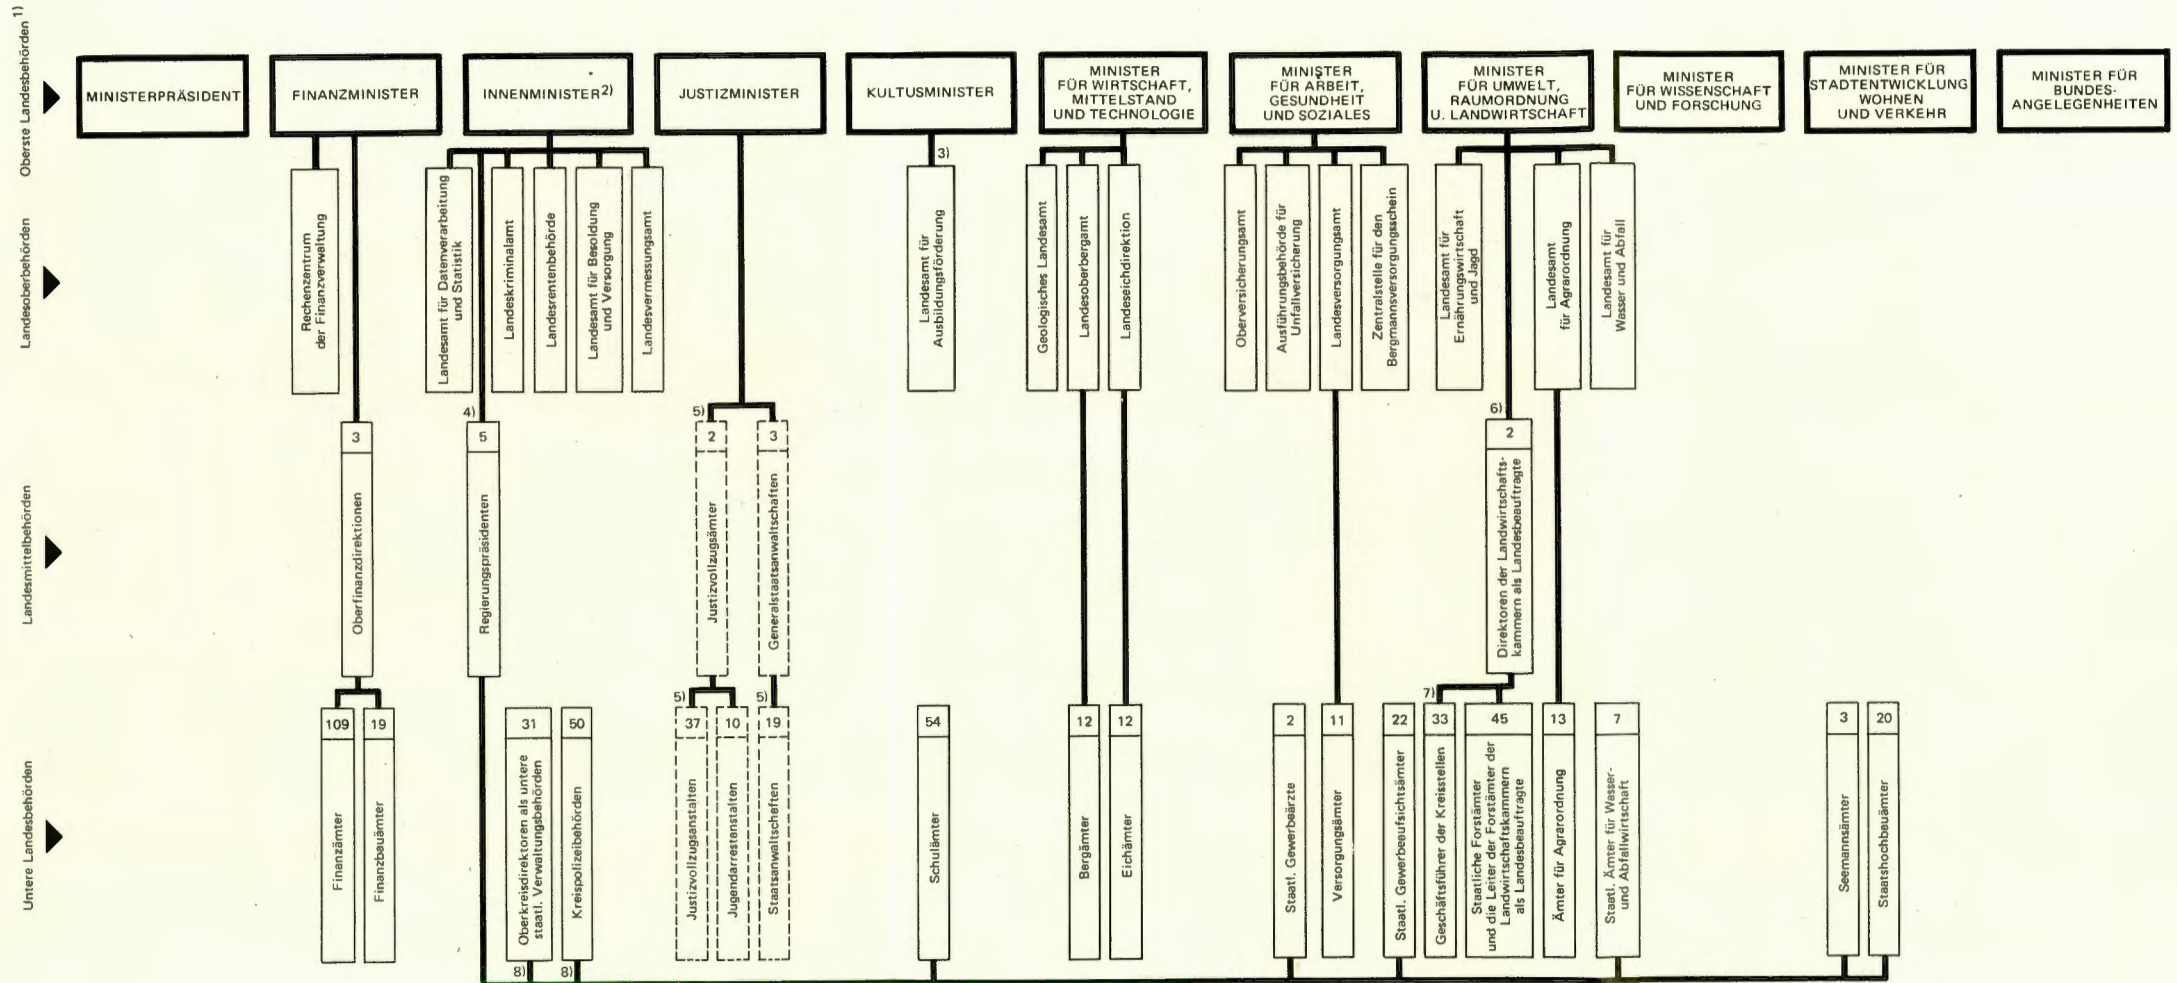 Oberste Landesbehörden 1)
MINISTERPRÄSIDENT
FINANZMINISTER
INNENMINISTER2)
JUSTIZMINISTER
KULTUSMINISTER
MINISTER
FÜR WIRTSCHAFT,
MITTELSTAND
UND TECHNOLOGIE
MINISTER
FÜR ARBEIT,
GESUNDHEIT
UND SOZIALES
MINISTER
FÜR UMWELT,
RAUMORDNUNG
U. LANDWIRTSCHAFT
MINISTER
FÜR WISSENSCHAFT
UND FORSCHUNG
MINISTER FÜR
STADTENTWICKLUNG
WOHNEN
UND VERKEHR
MINISTER FÜR
BUNDES-
ANGELEGENHEITEN
Landesoberbehörden
Rechenzentrum
der Finanzverwaltung
Landesamt für Datenverarbeitung
und Statistik
Landeskriminalamt
Landesrentenbehörde
Landesamt für Besoldung
und Versorgung
Landesvermessungsamt
3)
Landesamt für
Ausbildungsförderung
Geologisches Landesamt
Landesoberbergamt
Landeseichdirektion
Oberversicherungsamt
Ausführungsbehörde für
Unfallversicherung
Landesversorgungsamt
Zentralstelle für den
Bergmannsversorgungsschein
Landesamt für
Ernährungswirtschaft
und Jagd
Landesamt
für Agrarordnung
Landesamt für
Wasser und Abfall
Landesmittelbehörden
3
Oberfinanzdirektionen
4)
5
Regierungspräsidenten
5)
2
Justizvollzugsämter
3
Generalstaatsanwaltschaften
6)
2
Direktoren der Landwirtschafts-
kammern als Landesbeauftragte
Untere Landesbehörden
109
Finanzämter
19
Finanzbauämter
31
Oberkreisdirektoren als untere
staatl. Verwaltungsbehörden
8)
50
Kreispolizeibehörden
8)
5)
37
Justizvollzugsanstalten
10
Jugendarrestenstalten
5)
19
Staatsanwaltscheften
54
Schulämter
12
Bergämter
12
Eichämter
2
Staatl. Gewerbeärzte
11
Versorgungsämter
22
Staatl. Gewerbeaufsichtsämter
7)
33
Geschäftsführer der Kreisstellen
45
Staatliche Forstämter
und die Leiter der Forstämter der
Landwirtschaftskammern
als Landesbeauftragte
13
Ämter für Agrarordnung
7
Staatl. Ämter für Wasser-
und Abfallwirtschaft
3
Seemannsämter
20
Staatshochbauämter